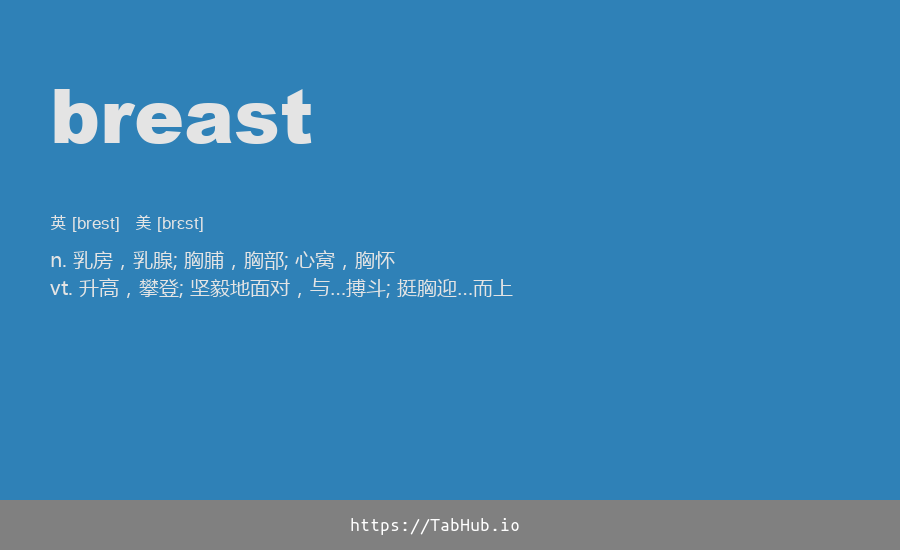 breast
英 [brest]   美 [brɛst]
n. 乳房，乳腺; 胸脯，胸部; 心窝，胸怀
vt. 升高，攀登; 坚毅地面对，与…搏斗; 挺胸迎…而上
https://TabHub.io